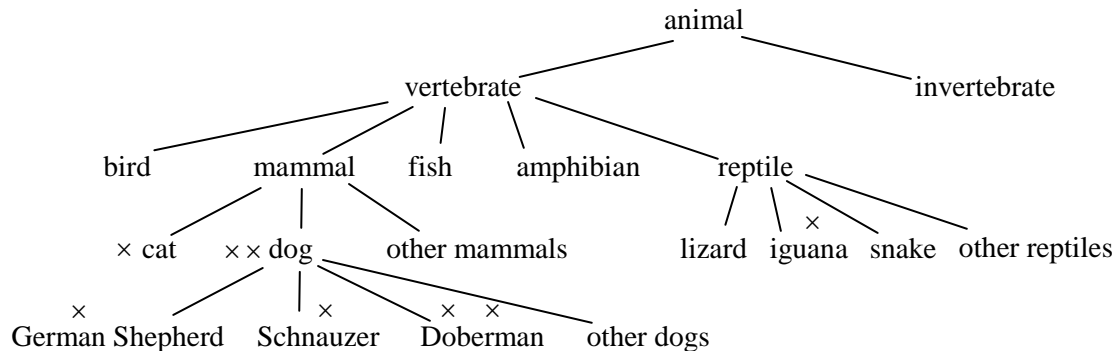 animal
vertebrate invertebrate
bird mammal fish amphibian reptile
×
× cat ×× dog other mammals lizard iguana snake other reptiles
× × × ×
German Shepherd Schnauzer Doberman other dogs